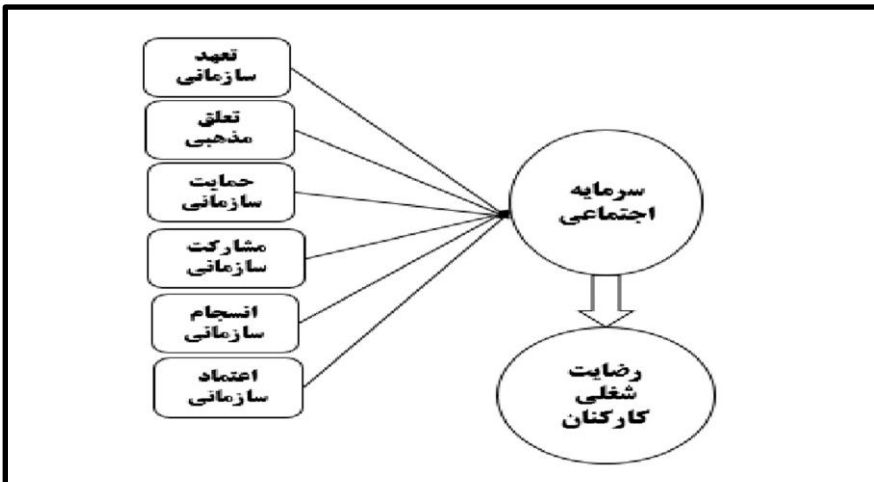 تعهد
سازمانی
تعلق
مذهبی
حمایت
سازمانی
مشارکت
سازمانی
انسجام
سازمانی
اعتماد
سازمانی
سرمایه
اجتماعی
رضایت
شغلی
کارکنان